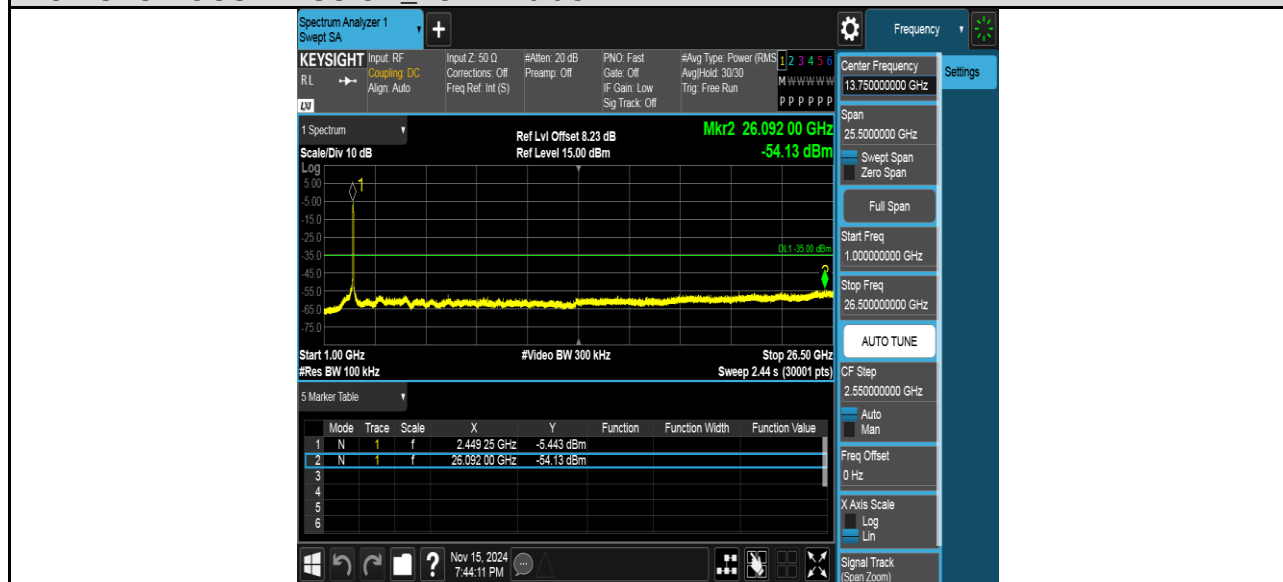 Spectrum Analyzer 1
Swept SA
+
Frequency
KEYSIGHT
RL
LXI
Input: RF
Coupling: DC
Align: Auto
Input Z: 50 Ω
Corrections: Off
Freq Ref: Int (S)
#Atten: 20 dB
Preamp: Off
PNO: Fast
Gate: Off
IF Gain: Low
Sig Track: Off
#Avg Type: Power (RMS
Avg|Hold: 30/30
Trig: Free Run
1 2 3 4 5 6
M W W W W W
P P P P P P
1 Spectrum
Scale/Div 10 dB
Ref Lvl Offset 8.23 dB
Ref Level 15.00 dBm
Mkr2 26.092 00 GHz
-54.13 dBm
Log
5.00
-5.00
-15.0
-25.0
-35.0
-45.0
-55.0
-65.0
-75.0
1
DL1 -35.00 dBm
Start 1.00 GHz
#Res BW 100 kHz
#Video BW 300 kHz
Stop 26.50 GHz
Sweep 2.44 s (30001 pts)
5 Marker Table
Mode Trace Scale X Y Function Function Width Function Value
1 N 1 f 2.449 25 GHz -5.443 dBm
2 N 1 f 26.092 00 GHz -54.13 dBm
3
4
5
6
?
Nov 15, 2024
7:44:11 PM
Center Frequency
13.750000000 GHz
Settings
Span
25.5000000 GHz
Swept Span
Zero Span
Full Span
Start Freq
1.000000000 GHz
Stop Freq
26.500000000 GHz
AUTO TUNE
CF Step
2.550000000 GHz
Auto
Man
Freq Offset
0 Hz
X Axis Scale
Log
Lin
Signal Track
(Span Zoom)